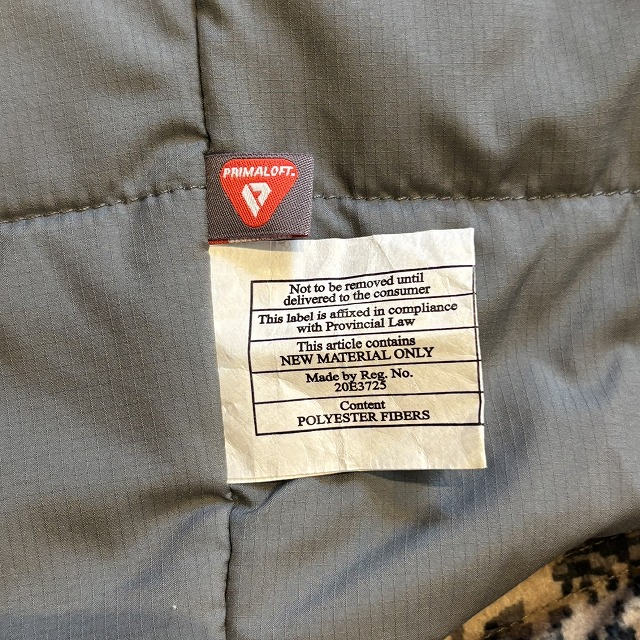 PRIMALOFT.
Not to be removed until
delivered to the consumer
This label is affixed in compliance
with Provincial Law
This article contains
NEW MATERIAL ONLY
Made by Reg. No.
20E3725
Content
POLYESTER FIBERS